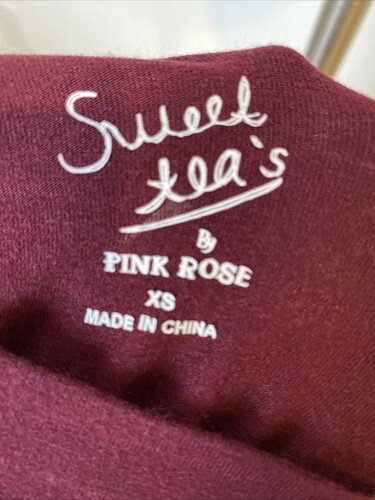 Sweet
tea's
By
PINK ROSE
XS
MADE IN CHINA